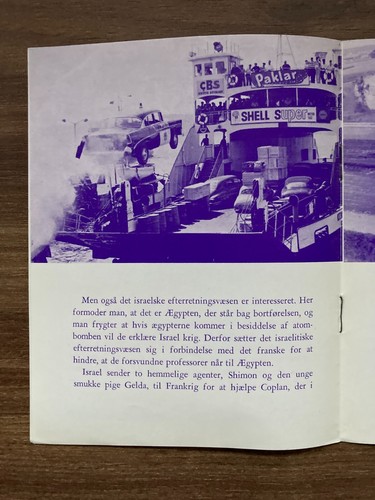 CBS
Paklar
SHELL Super
Men også det israelske efterretningsvæsen er interesseret. Her
formoder man, at det er Ægypten, der står bag bortførelsen, og
man frygter at hvis ægypterne kommer i besiddelse af atom-
bomben vil de erklære Israel krig. Derfor sætter det israelitiske
efterretningsvæsen sig i forbindelse med det franske for at
hindre, at de forsvundne professorer når til Ægypten.
Israel sender to hemmelige agenter, Shimon og den unge
smukke pige Gelda, til Frankrig for at hjælpe Coplan, der i